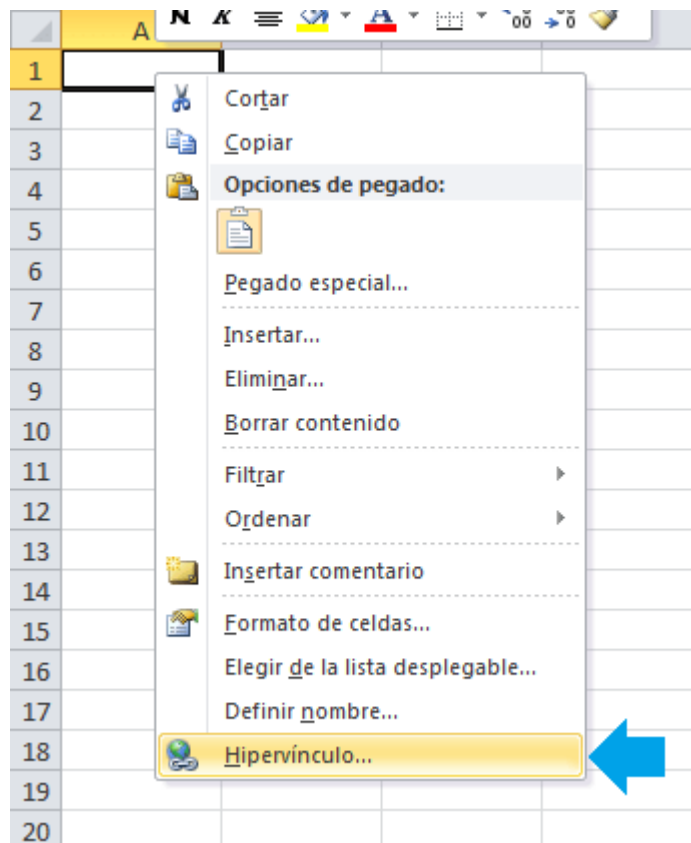 A N K A
1
2
3
4
5
6
7
8
9
10
11
12
13
14
15
16
17
18
19
20
Cortar
Copiar
Opciones de pegado:
Pegado especial...
Insertar...
Eliminar...
Borrar contenido
Filtrar
Ordenar
Insertar comentario
Formato de celdas...
Elegir de la lista desplegable...
Definir nombre...
Hipervínculo...